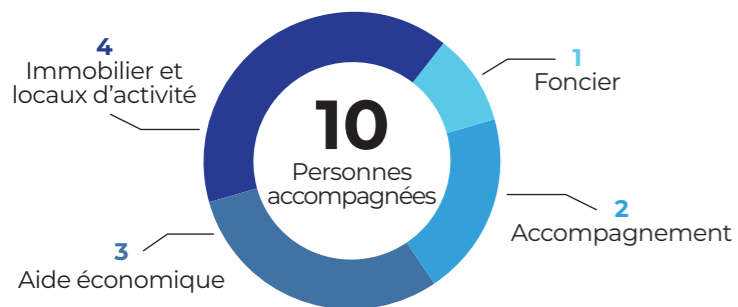 4
Immobilier et
locaux d’activité
1
Foncier
10
Personnes
accompagnées
2
Accompagnement
3
Aide économique